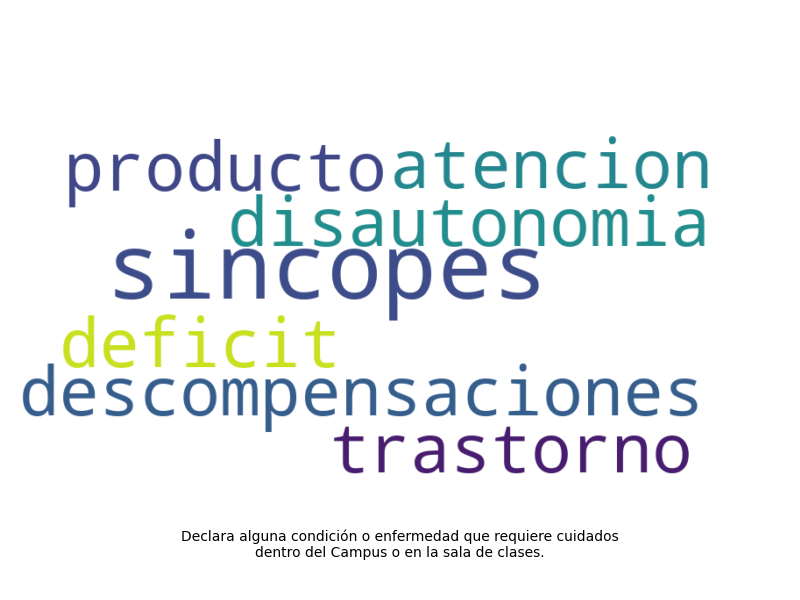 producto atencion
disautonomia
sincopes
deficit
descompensaciones
trastorno
Declara alguna condición o enfermedad que requiere cuidados
dentro del Campus o en la sala de clases.